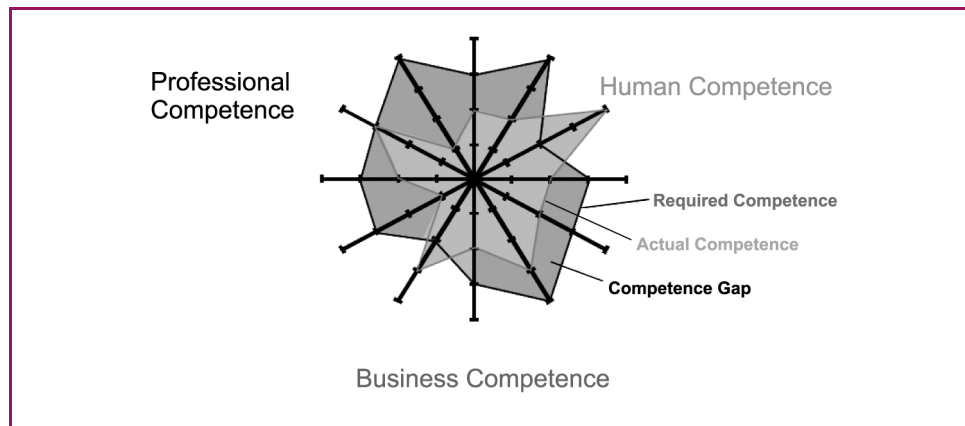 Professional
Competence
Human Competence
Required Competence
Actual Competence
Competence Gap
Business Competence